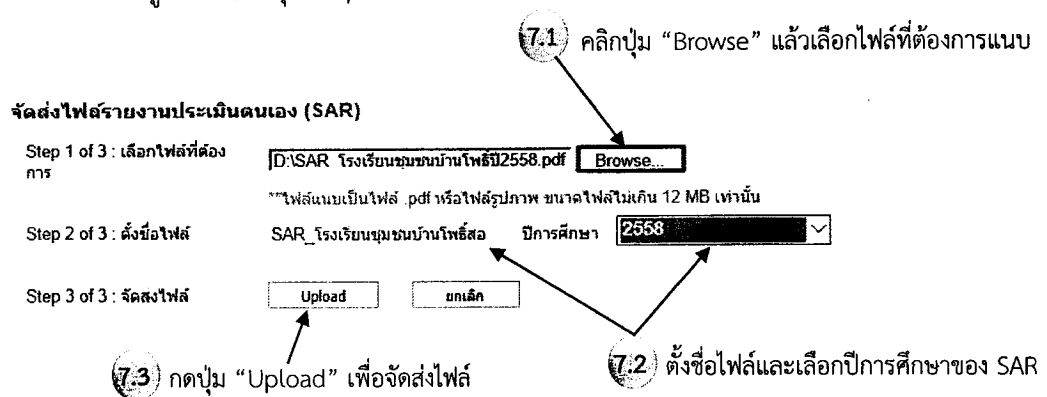 7.1 คลิกปุ่ม “Browse” แล้วเลือกไฟล์ที่ต้องการแนบ
จัดส่งไฟล์รายงานประเมินตนเอง (SAR)
Step 1 of 3 : เลือกไฟล์ที่ต้อง
การ
D:\SAR โรงเรียนชุมชนบ้านโพธิ์ปี2558.pdf Browse...
**ไฟล์แนบเป็นไฟล์ .pdf หรือไฟล์รูปภาพ ขนาดไฟล์ไม่เกิน 12 MB เท่านั้น
Step 2 of 3 : ตั้งชื่อไฟล์ SAR_โรงเรียนชุมชนบ้านโพธิ์สอ ปีการศึกษา 2558
Step 3 of 3 : จัดส่งไฟล์ Upload ยกเลิก
7.3 กดปุ่ม “Upload” เพื่อจัดส่งไฟล์
7.2 ตั้งชื่อไฟล์และเลือกปีการศึกษาของ SAR